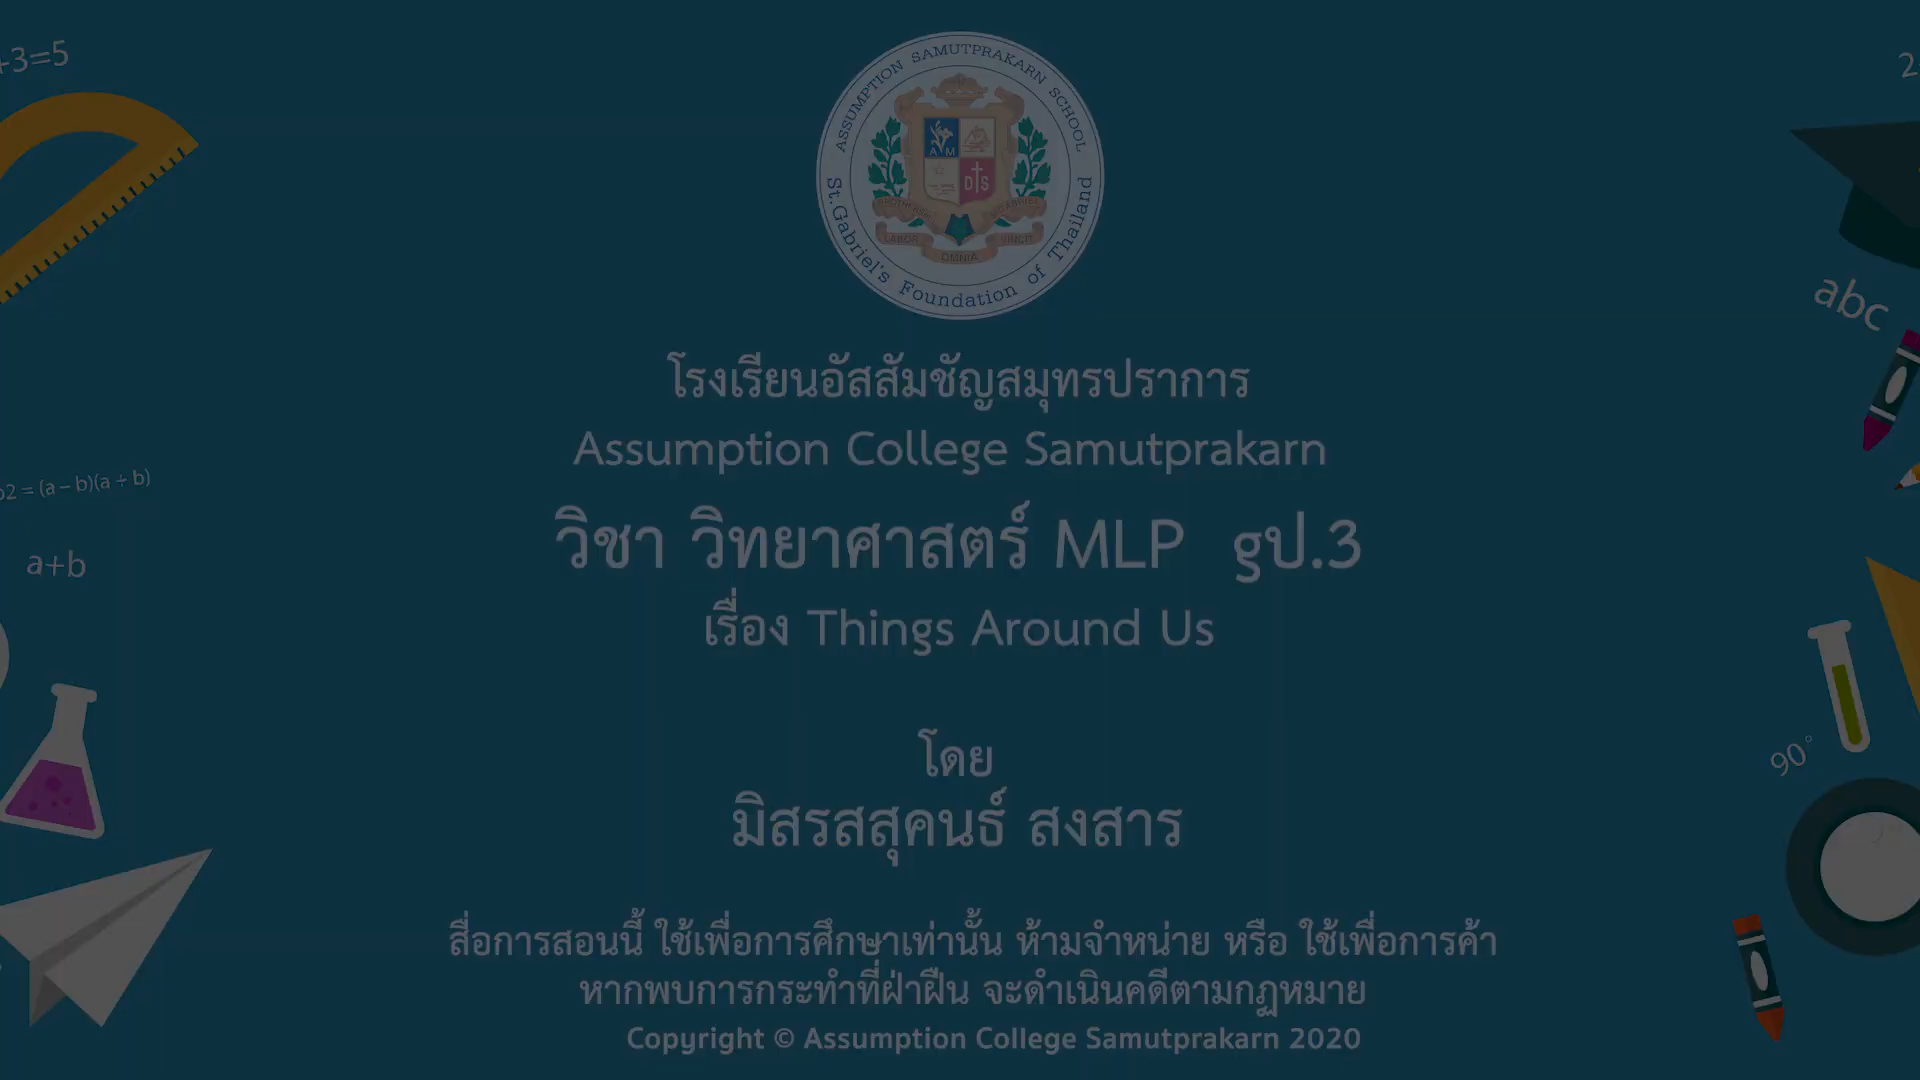 +3=5
2
ASSUMPTION SAMUTPRAKARN SCHOOL
A M
D S
LABOR OMNIA VINCIT
St.Gabriel's Foundation of Thailand
abc
โรงเรียนอัสสัมชัญสมุทรปราการ
Assumption College Samutprakarn
b2 = (a – b)(a + b)
วิชา วิทยาศาสตร์ MLP gป.3
a+b
เรื่อง Things Around Us
90°
โดย
มิสรสสุคนธ์ สงสาร
สื่อการสอนนี้ ใช้เพื่อการศึกษาเท่านั้น ห้ามจำหน่าย หรือ ใช้เพื่อการค้า
หากพบการกระทำที่ฝ่าฝืน จะดำเนินคดีตามกฏหมาย
Copyright © Assumption College Samutprakarn 2020